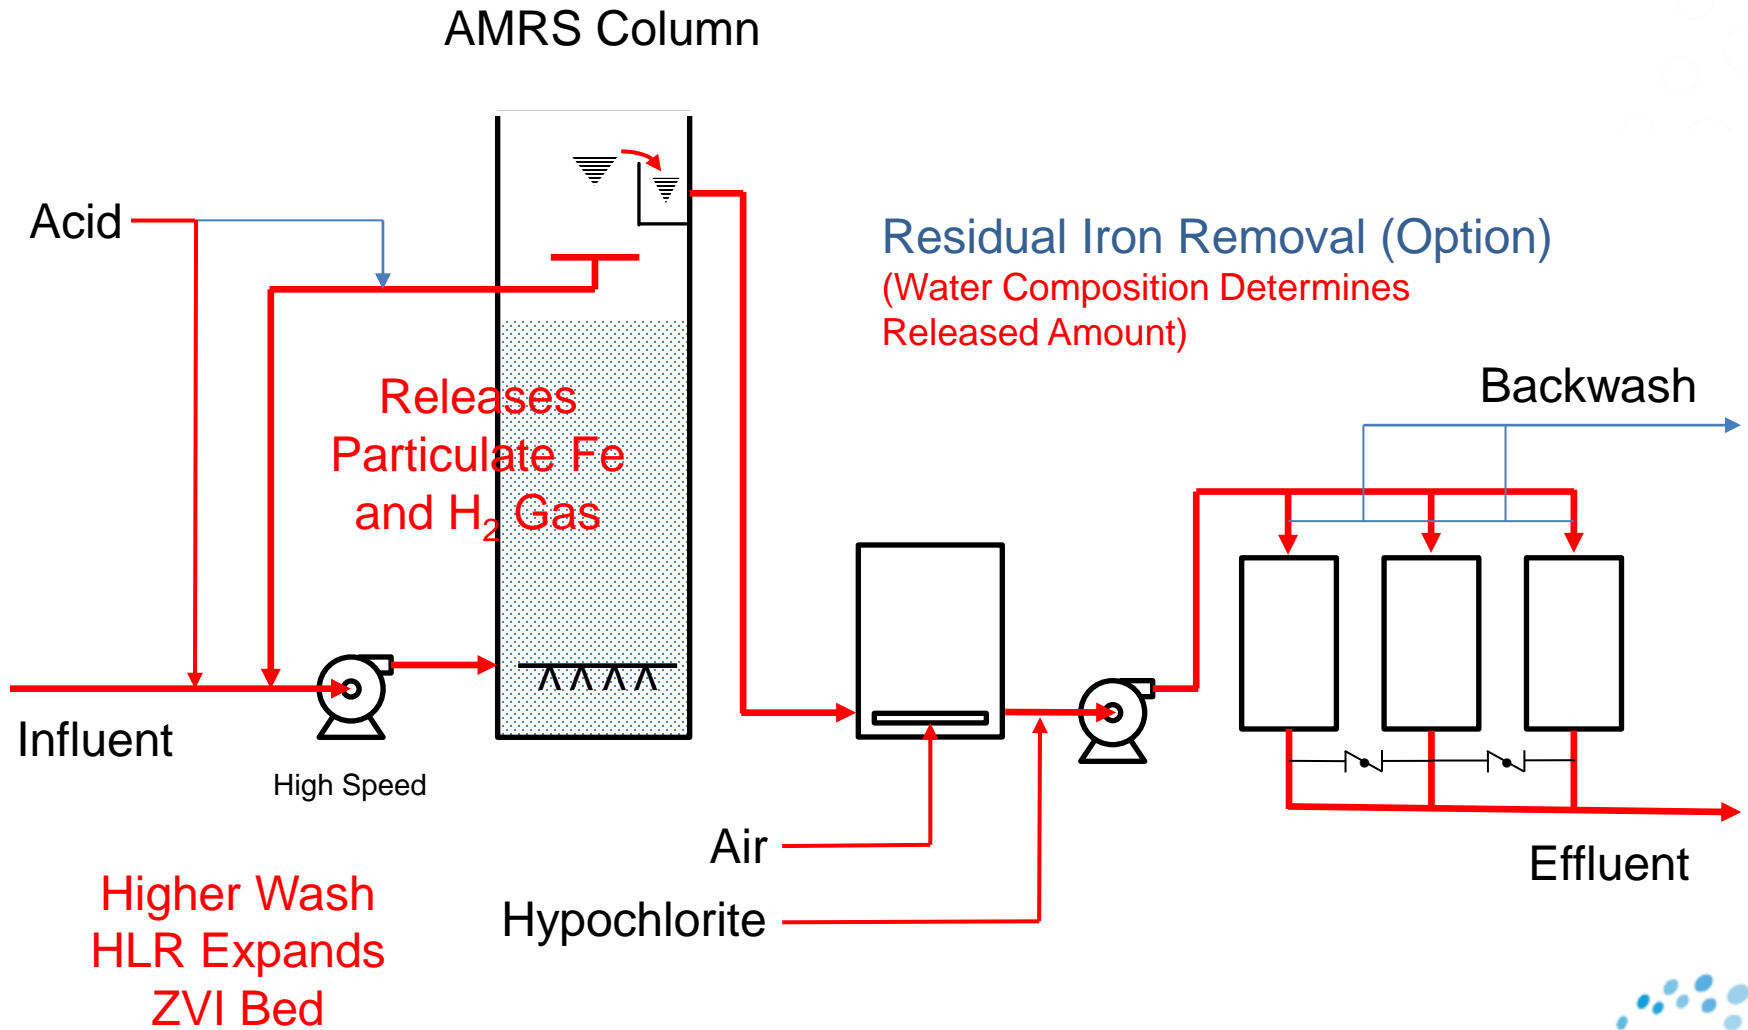 AMRS Column
Acid
Residual Iron Removal (Option)
(Water Composition Determines
Released Amount)
Releases
Particulate Fe
and H₂ Gas
Backwash
Influent
High Speed
Air
Hypochlorite
Effluent
Higher Wash
HLR Expands
ZVI Bed